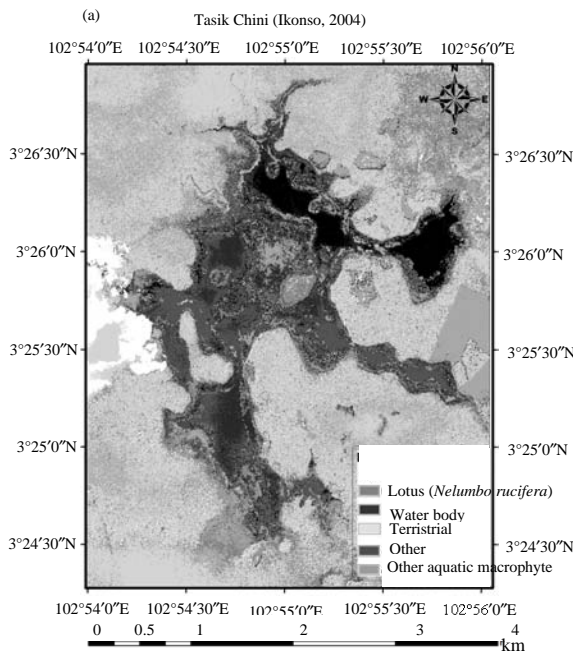 (a)
Tasik Chini (Ikonso, 2004)
102°54′0″E 102°54′30″E 102°55′0″E 102°55′30″E 102°56′0″E
N
W E
S
3°26′30″N 3°26′30″N
3°26′0″N 3°26′0″N
3°25′30″N 3°25′30″N
3°25′0″N 3°25′0″N
3°24′30″N 3°24′30″N
Lotus (Nelumbo rucifera)
Water body
Terristrial
Other
Other aquatic macrophyte
102°54′0″E 102°54′30″E 102°55′0″E 102°55′30″E 102°56′0″E
0 0.5 1 2 3 4
km